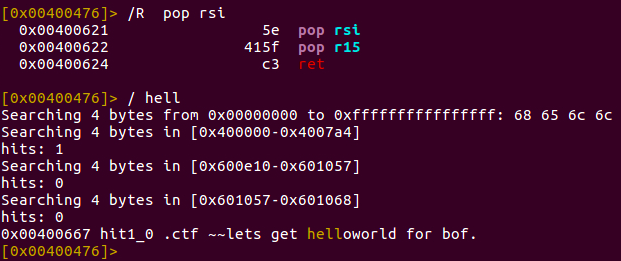 [0x00400476]> /R  pop rsi
  0x00400621               5e  pop rsi
  0x00400622             415f  pop r15
  0x00400624               c3  ret
[0x00400476]> / hell
Searching 4 bytes from 0x00000000 to 0xffffffffffffffff: 68 65 6c 6c
Searching 4 bytes in [0x400000-0x4007a4]
hits: 1
Searching 4 bytes in [0x600e10-0x601057]
hits: 0
Searching 4 bytes in [0x601057-0x601068]
hits: 0
0x00400667 hit1_0 .ctf ~~lets get helloworld for bof.
[0x00400476]>